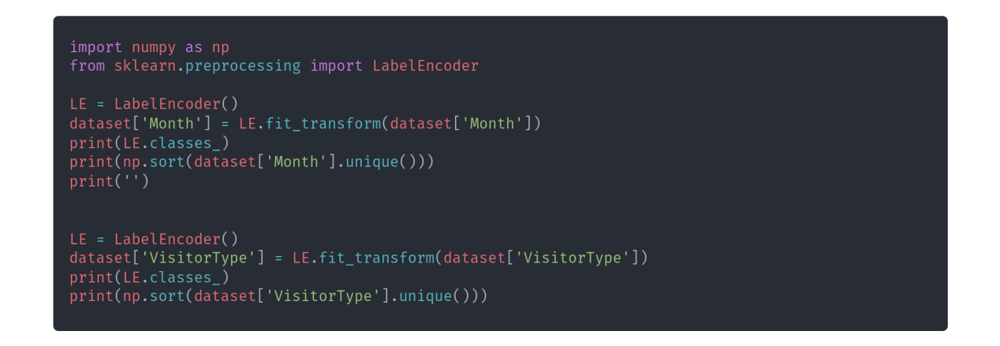 import numpy as np
from sklearn.preprocessing import LabelEncoder
LE = LabelEncoder()
dataset['Month'] = LE.fit_transform(dataset['Month'])
print(LE.classes_)
print(np.sort(dataset['Month'].unique()))
print('')
LE = LabelEncoder()
dataset['VisitorType'] = LE.fit_transform(dataset['VisitorType'])
print(LE.classes_)
print(np.sort(dataset['VisitorType'].unique()))